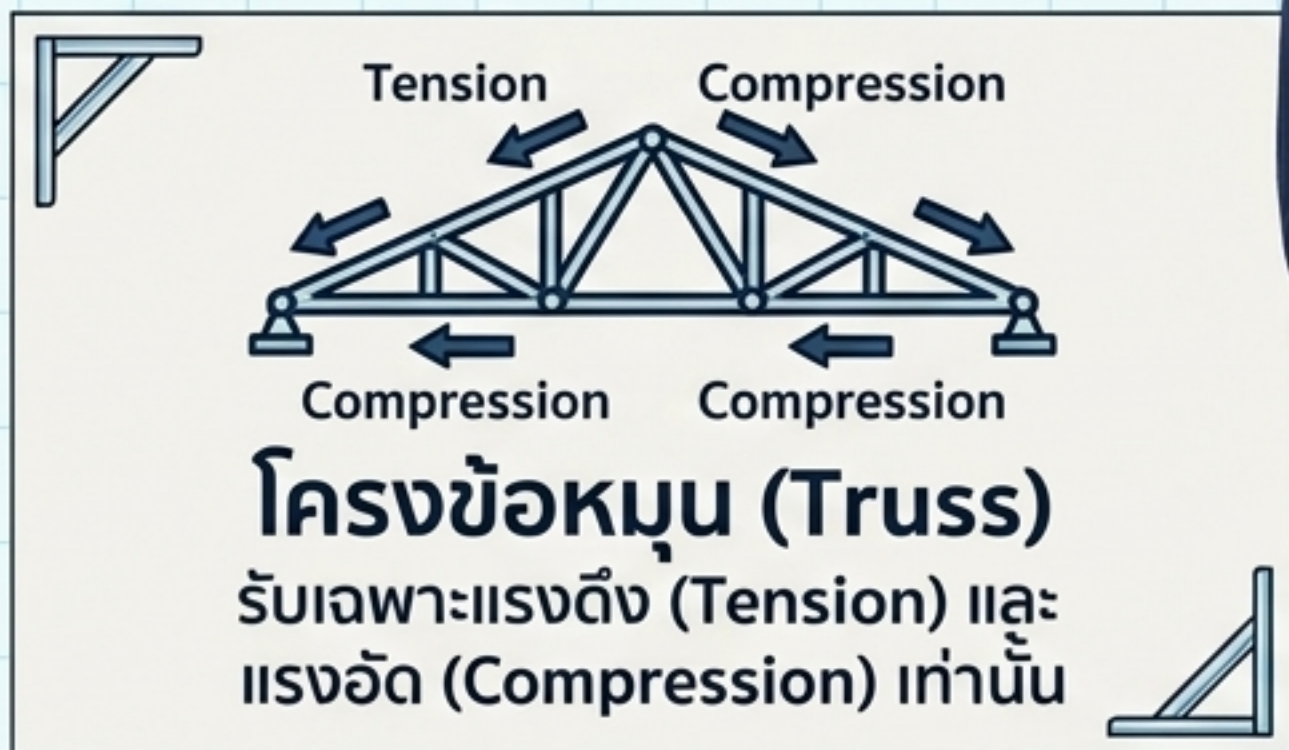 Tension Compression
Compression Compression
โครงข้อหมุน (Truss)
รับเฉพาะแรงดึง (Tension) และ
แรงอัด (Compression) เท่านั้น